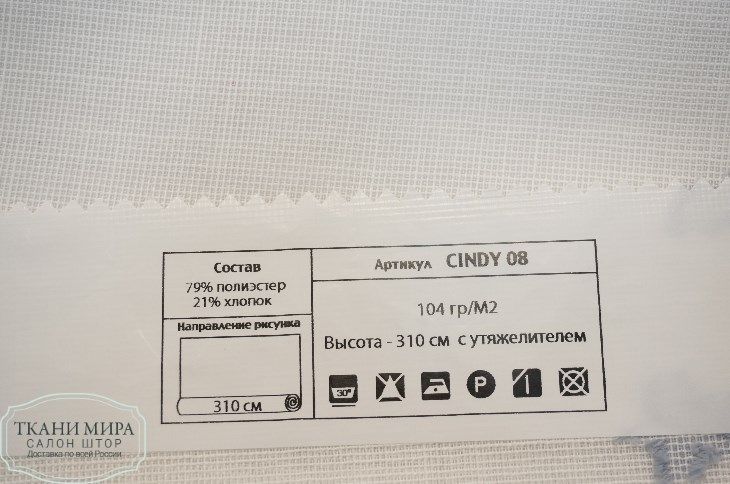 Состав
79% полиэстер
21% хлопок
Направление рисунка
310 см
Артикул CINDY 08
104 гр/М2
Высота - 310 см с утяжелителем
30°
P
ТКАНИ МИРА
САЛОН ШТОР
Доставка по всей России